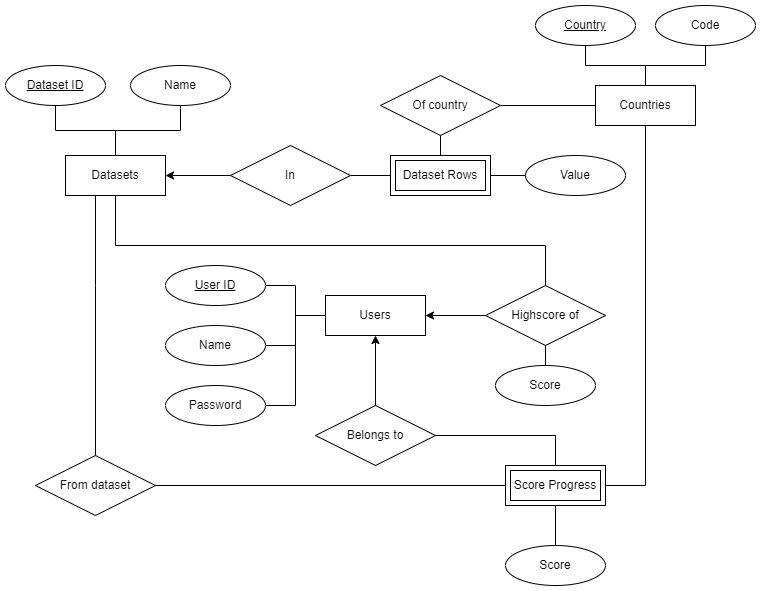 Country
Code
Dataset ID
Name
Of country
Countries
Datasets
In
Dataset Rows
Value
User ID
Users
Highscore of
Name
Score
Password
Belongs to
From dataset
Score Progress
Score